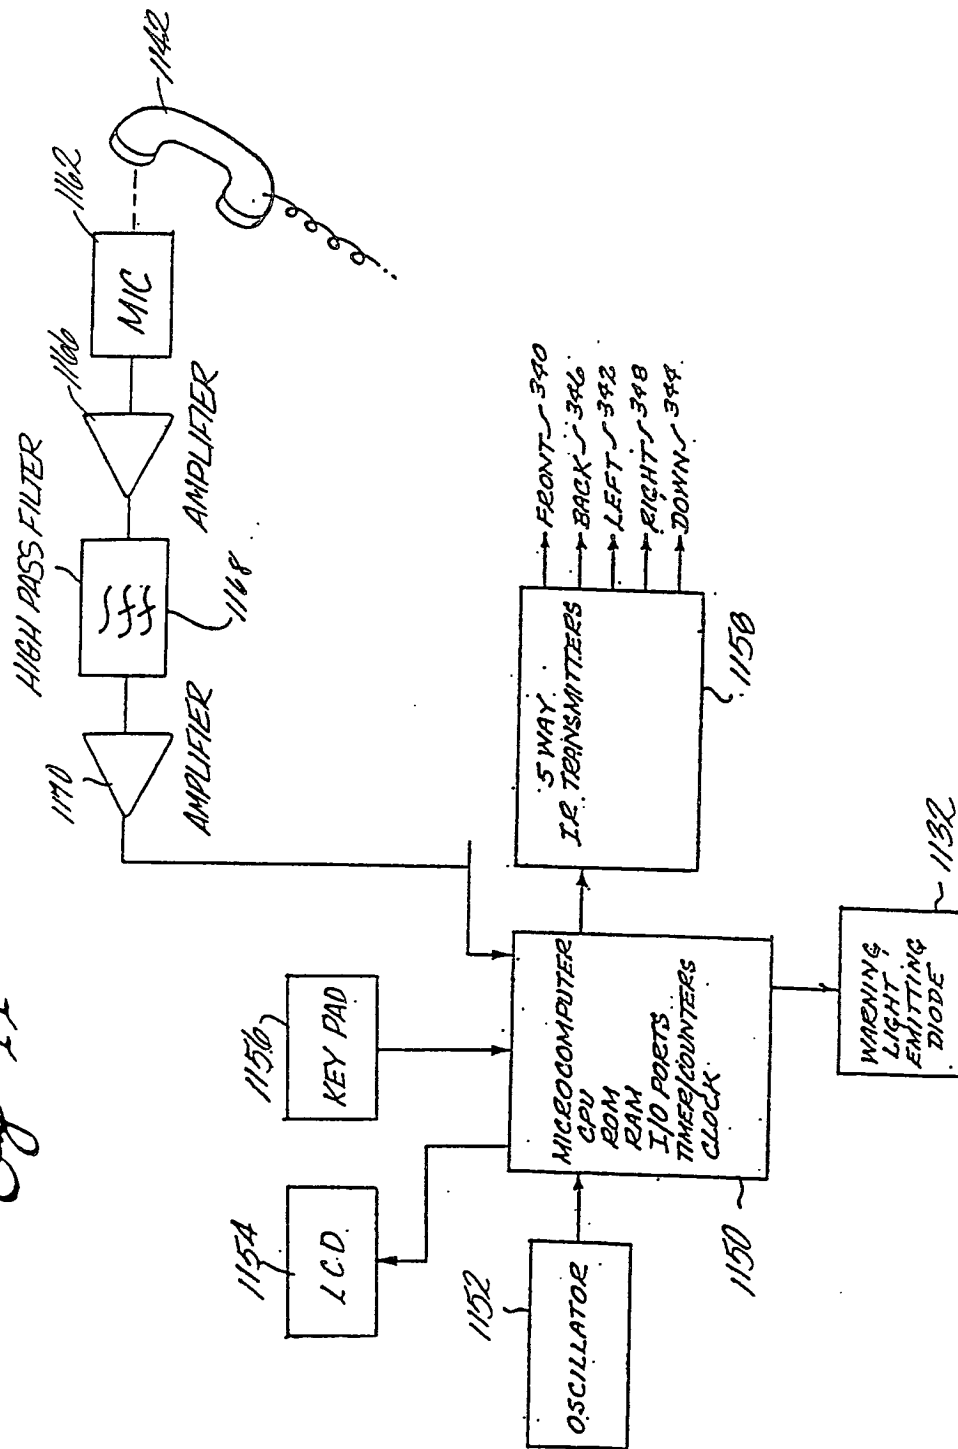 1142
1162
MIC
1166
AMPLIFIER
HIGH PASS FILTER
1168
1170
AMPLIFIER
FRONT 340
BACK 346
LEFT 342
RIGHT 348
DOWN 344
5 WAY
I.R. TRANSMITTERS
1158
1156
KEY PAD
1154
L.C.D.
MICROCOMPUTER
CPU
ROM
RAM
I/O PORTS
TIMER/COUNTERS
CLOCK
1150
1152
OSCILLATOR
WARNING
LIGHT
EMITTING
DIODE
1132